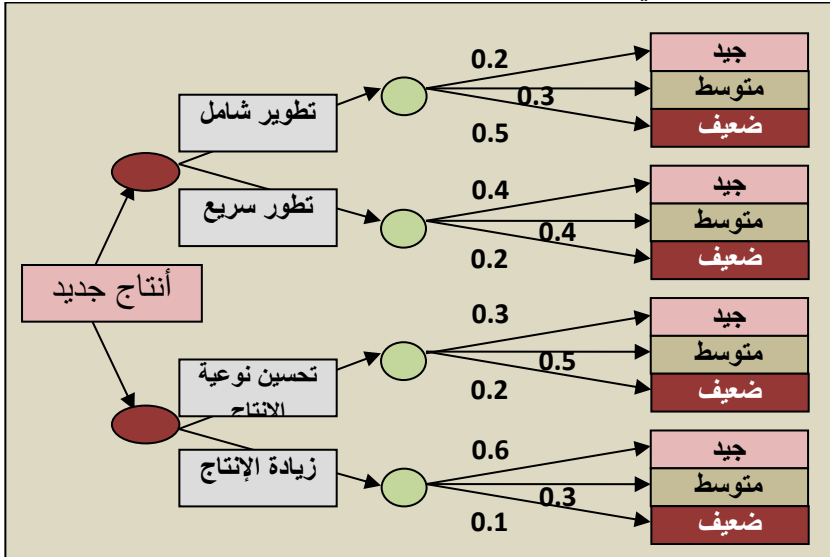 0.2
جيد
0.3
متوسط
تطوير شامل
0.5
ضعيف
0.4
جيد
تطور سريع
0.4
متوسط
0.2
ضعيف
أنتاج جديد
0.3
جيد
0.5
متوسط
تحسين نوعية
الانتاج
0.2
ضعيف
0.6
جيد
زيادة الإنتاج
0.3
متوسط
0.1
ضعيف